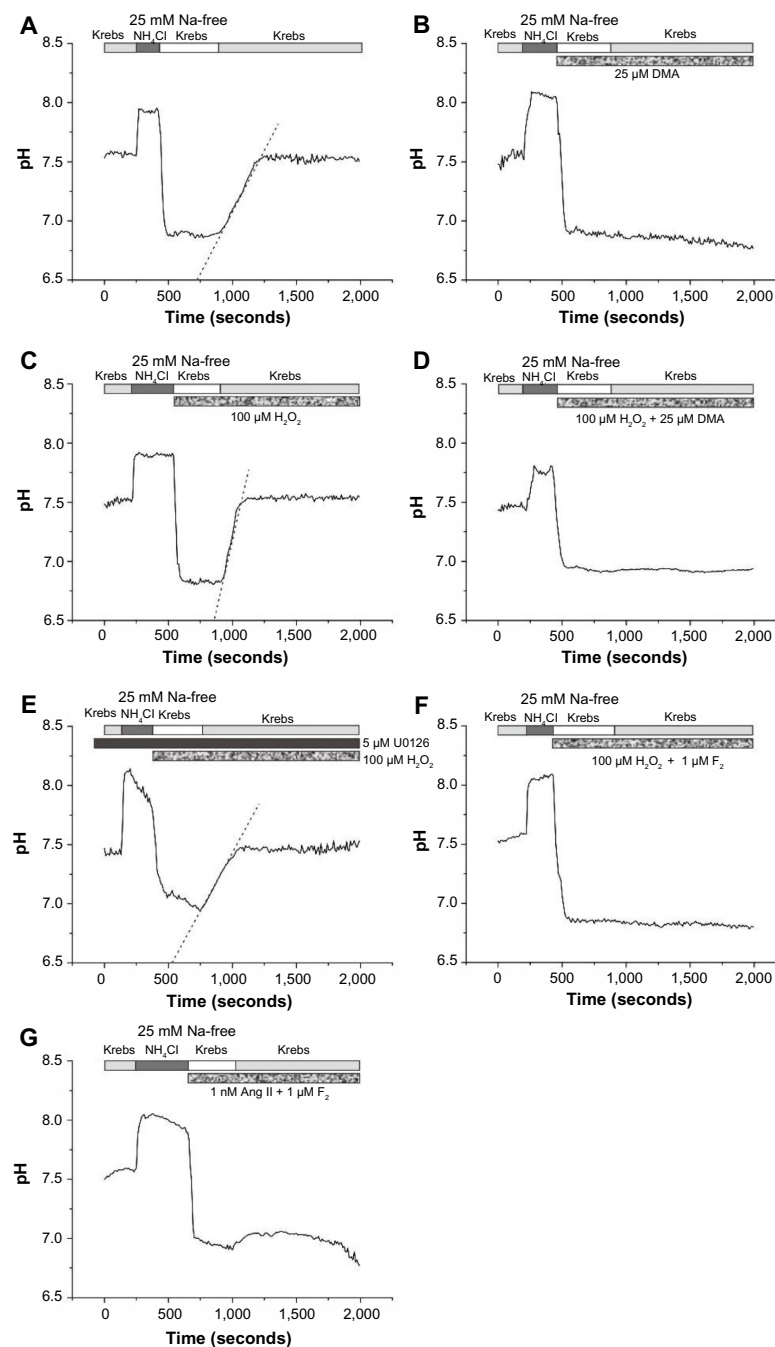 A
25 mM Na-free
Krebs NH₄Cl Krebs Krebs
8.5
8.0
7.5
7.0
6.5
pH
0 500 1,000 1,500 2,000
Time (seconds)
B
25 mM Na-free
Krebs NH₄Cl Krebs Krebs
25 µM DMA
8.5
8.0
7.5
7.0
6.5
pH
0 500 1,000 1,500 2,000
Time (seconds)
C
25 mM Na-free
Krebs NH₄Cl Krebs Krebs
100 µM H₂O₂
8.5
8.0
7.5
7.0
6.5
pH
0 500 1,000 1,500 2,000
Time (seconds)
D
25 mM Na-free
Krebs NH₄Cl Krebs Krebs
100 µM H₂O₂ + 25 µM DMA
8.5
8.0
7.5
7.0
6.5
pH
0 500 1,000 1,500 2,000
Time (seconds)
E
25 mM Na-free
Krebs NH₄Cl Krebs Krebs
5 µM U0126
100 µM H₂O₂
8.5
8.0
7.5
7.0
6.5
pH
0 500 1,000 1,500 2,000
Time (seconds)
F
25 mM Na-free
Krebs NH₄Cl Krebs Krebs
100 µM H₂O₂ + 1 µM F₂
8.5
8.0
7.5
7.0
6.5
pH
0 500 1,000 1,500 2,000
Time (seconds)
G
25 mM Na-free
Krebs NH₄Cl Krebs Krebs
1 nM Ang II + 1 µM F₂
8.5
8.0
7.5
7.0
6.5
pH
0 500 1,000 1,500 2,000
Time (seconds)